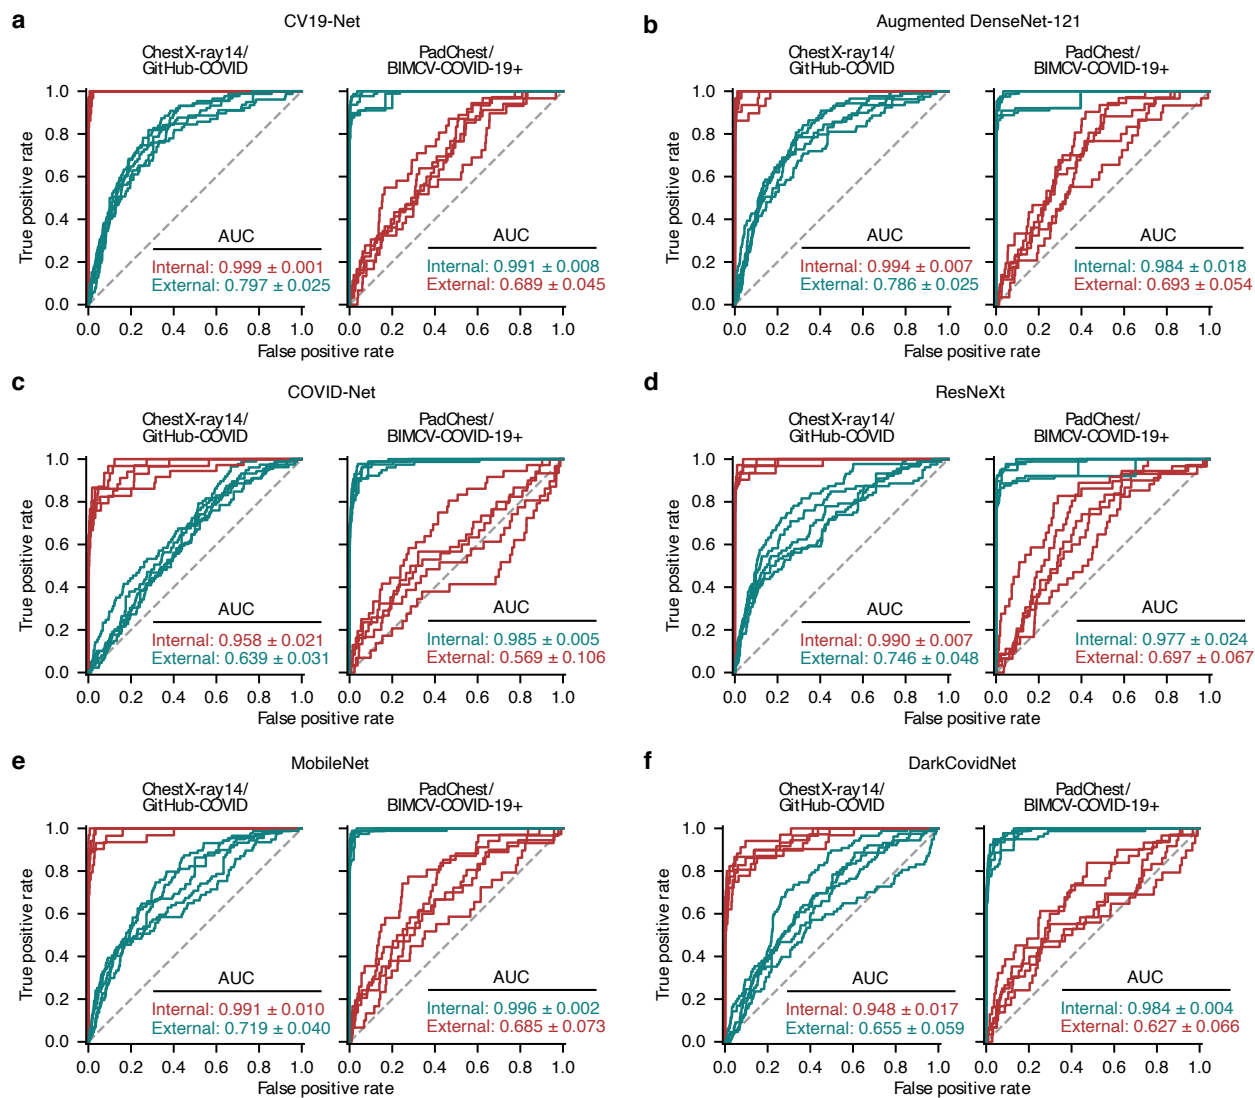 a
CV19-Net
ChestX-ray14/
GitHub-COVID
PadChest/
BIMCV-COVID-19+
True positive rate
1.0
0.8
0.6
0.4
0.2
0.0
AUC
Internal: 0.999 ± 0.001
External: 0.797 ± 0.025
AUC
Internal: 0.991 ± 0.008
External: 0.689 ± 0.045
0.0 0.2 0.4 0.6 0.8 1.0
0.0 0.2 0.4 0.6 0.8 1.0
False positive rate
b
Augmented DenseNet-121
ChestX-ray14/
GitHub-COVID
PadChest/
BIMCV-COVID-19+
True positive rate
1.0
0.8
0.6
0.4
0.2
0.0
AUC
Internal: 0.994 ± 0.007
External: 0.786 ± 0.025
AUC
Internal: 0.984 ± 0.018
External: 0.693 ± 0.054
0.0 0.2 0.4 0.6 0.8 1.0
0.0 0.2 0.4 0.6 0.8 1.0
False positive rate
c
COVID-Net
ChestX-ray14/
GitHub-COVID
PadChest/
BIMCV-COVID-19+
True positive rate
1.0
0.8
0.6
0.4
0.2
0.0
AUC
Internal: 0.958 ± 0.021
External: 0.639 ± 0.031
AUC
Internal: 0.985 ± 0.005
External: 0.569 ± 0.106
0.0 0.2 0.4 0.6 0.8 1.0
0.0 0.2 0.4 0.6 0.8 1.0
False positive rate
d
ResNeXt
ChestX-ray14/
GitHub-COVID
PadChest/
BIMCV-COVID-19+
True positive rate
1.0
0.8
0.6
0.4
0.2
0.0
AUC
Internal: 0.990 ± 0.007
External: 0.746 ± 0.048
AUC
Internal: 0.977 ± 0.024
External: 0.697 ± 0.067
0.0 0.2 0.4 0.6 0.8 1.0
0.0 0.2 0.4 0.6 0.8 1.0
False positive rate
e
MobileNet
ChestX-ray14/
GitHub-COVID
PadChest/
BIMCV-COVID-19+
True positive rate
1.0
0.8
0.6
0.4
0.2
0.0
AUC
Internal: 0.991 ± 0.010
External: 0.719 ± 0.040
AUC
Internal: 0.996 ± 0.002
External: 0.685 ± 0.073
0.0 0.2 0.4 0.6 0.8 1.0
0.0 0.2 0.4 0.6 0.8 1.0
False positive rate
f
DarkCovidNet
ChestX-ray14/
GitHub-COVID
PadChest/
BIMCV-COVID-19+
True positive rate
1.0
0.8
0.6
0.4
0.2
0.0
AUC
Internal: 0.948 ± 0.017
External: 0.655 ± 0.059
AUC
Internal: 0.984 ± 0.004
External: 0.627 ± 0.066
0.0 0.2 0.4 0.6 0.8 1.0
0.0 0.2 0.4 0.6 0.8 1.0
False positive rate